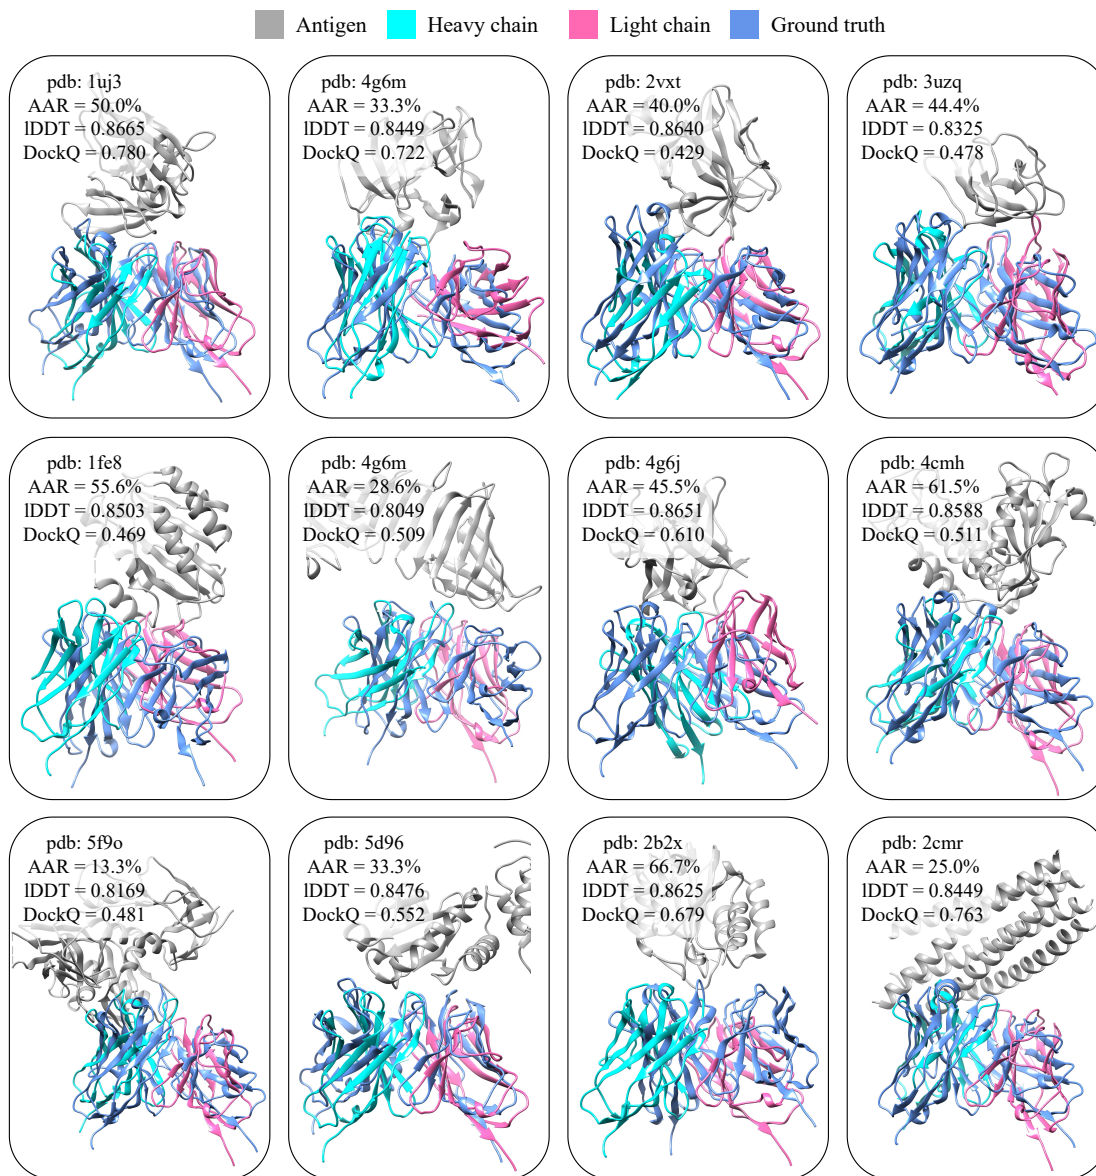 Antigen Heavy chain Light chain Ground truth
pdb: 1uj3
AAR = 50.0%
lDDT = 0.8665
DockQ = 0.780
pdb: 4g6m
AAR = 33.3%
lDDT = 0.8449
DockQ = 0.722
pdb: 2vxt
AAR = 40.0%
lDDT = 0.8640
DockQ = 0.429
pdb: 3uzq
AAR = 44.4%
lDDT = 0.8325
DockQ = 0.478
pdb: 1fe8
AAR = 55.6%
lDDT = 0.8503
DockQ = 0.469
pdb: 4g6m
AAR = 28.6%
lDDT = 0.8049
DockQ = 0.509
pdb: 4g6j
AAR = 45.5%
lDDT = 0.8651
DockQ = 0.610
pdb: 4cmh
AAR = 61.5%
lDDT = 0.8588
DockQ = 0.511
pdb: 5f9o
AAR = 13.3%
lDDT = 0.8169
DockQ = 0.481
pdb: 5d96
AAR = 33.3%
lDDT = 0.8476
DockQ = 0.552
pdb: 2b2x
AAR = 66.7%
lDDT = 0.8625
DockQ = 0.679
pdb: 2cmr
AAR = 25.0%
lDDT = 0.8449
DockQ = 0.763